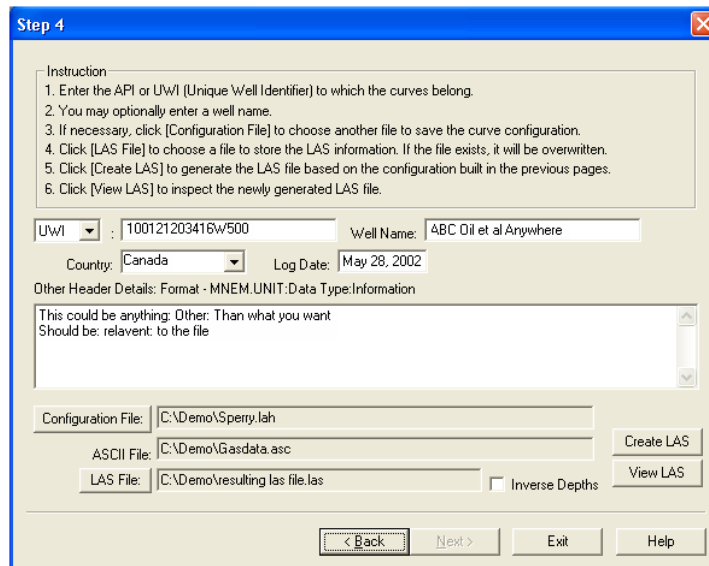 Step 4
Instruction
1. Enter the API or UWI (Unique Well Identifier) to which the curves belong.
2. You may optionally enter a well name.
3. If necessary, click [Configuration File] to choose another file to save the curve configuration.
4. Click [LAS File] to choose a file to store the LAS information. If the file exists, it will be overwritten.
5. Click [Create LAS] to generate the LAS file based on the configuration built in the previous pages.
6. Click [View LAS] to inspect the newly generated LAS file.
UWI : 100121203416W500 Well Name: ABC Oil et al Anywhere
Country: Canada Log Date: May 28, 2002
Other Header Details: Format - MNEM.UNIT:Data Type:Information
This could be anything: Other: Than what you want
Should be: relavent: to the file
Configuration File: C:\Demo\Sperry.lah
ASCII File: C:\Demo\Gasdata.asc Create LAS
LAS File: C:\Demo\resulting las file.las Inverse Depths View LAS
< Back Next > Exit Help